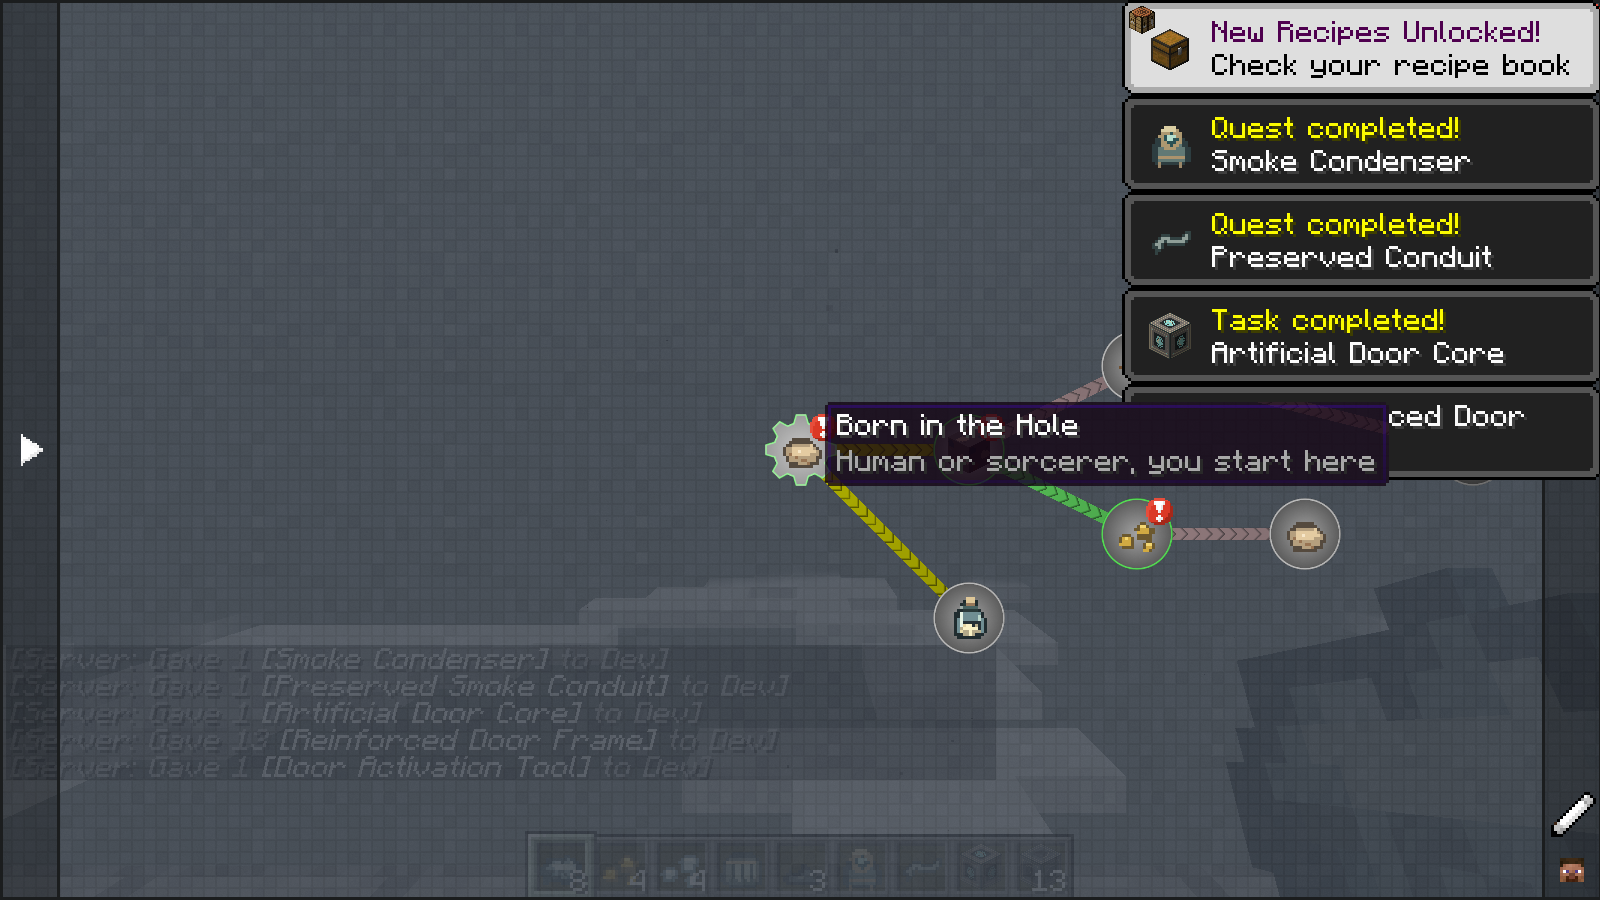 New Recipes Unlocked!
Check your recipe book
Quest completed!
Smoke Condenser
Quest completed!
Preserved Conduit
Task completed!
Artificial Door Core
ced Door
Born in the Hole
Human or sorcerer, you start here
[Server: Gave 1 [Smoke Condenser] to Dev]
[Server: Gave 1 [Preserved Smoke Conduit] to Dev]
[Server: Gave 1 [Artificial Door Core] to Dev]
[Server: Gave 13 [Reinforced Door Frame] to Dev]
[Server: Gave 1 [Door Activation Tool] to Dev]
8 4 4 3 13